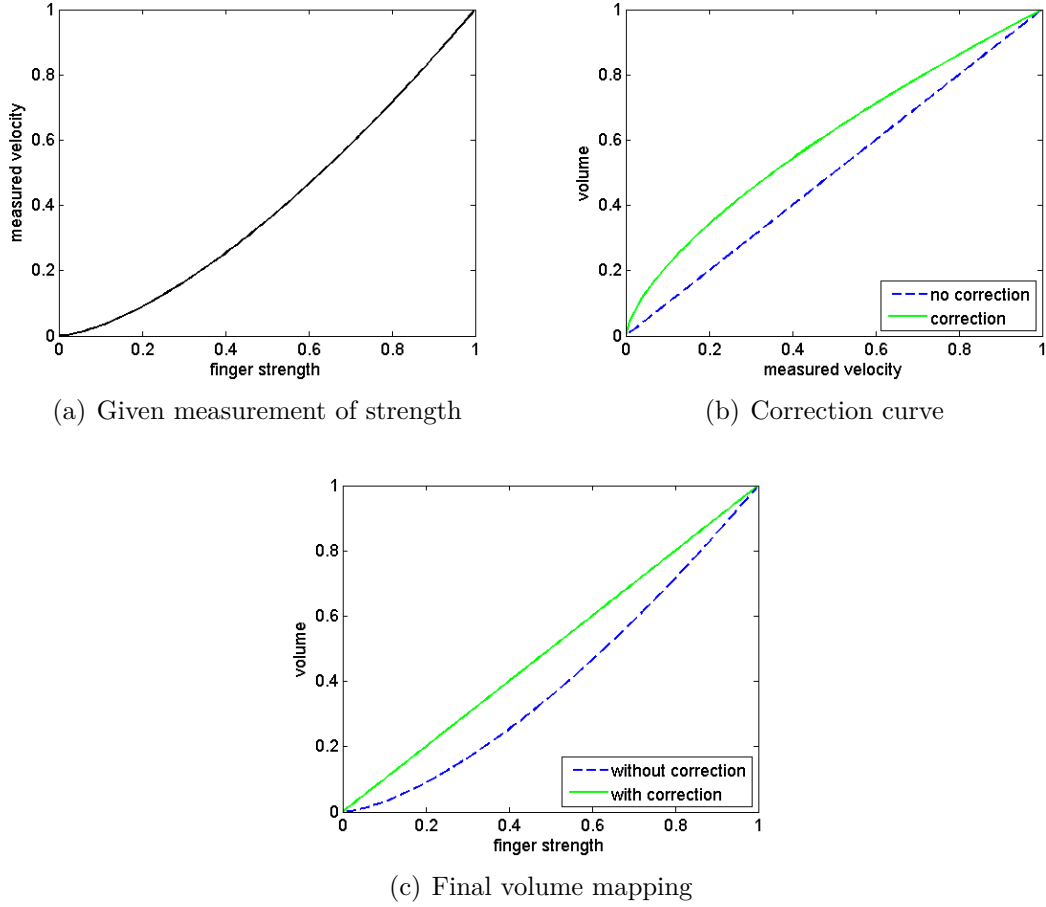 1
0.8
0.6
0.4
0.2
0
0 0.2 0.4 0.6 0.8 1
measured velocity
finger strength
(a) Given measurement of strength
1
0.8
0.6
0.4
0.2
0
0 0.2 0.4 0.6 0.8 1
volume
measured velocity
no correction
correction
(b) Correction curve
1
0.8
0.6
0.4
0.2
0
0 0.2 0.4 0.6 0.8 1
volume
finger strength
without correction
with correction
(c) Final volume mapping